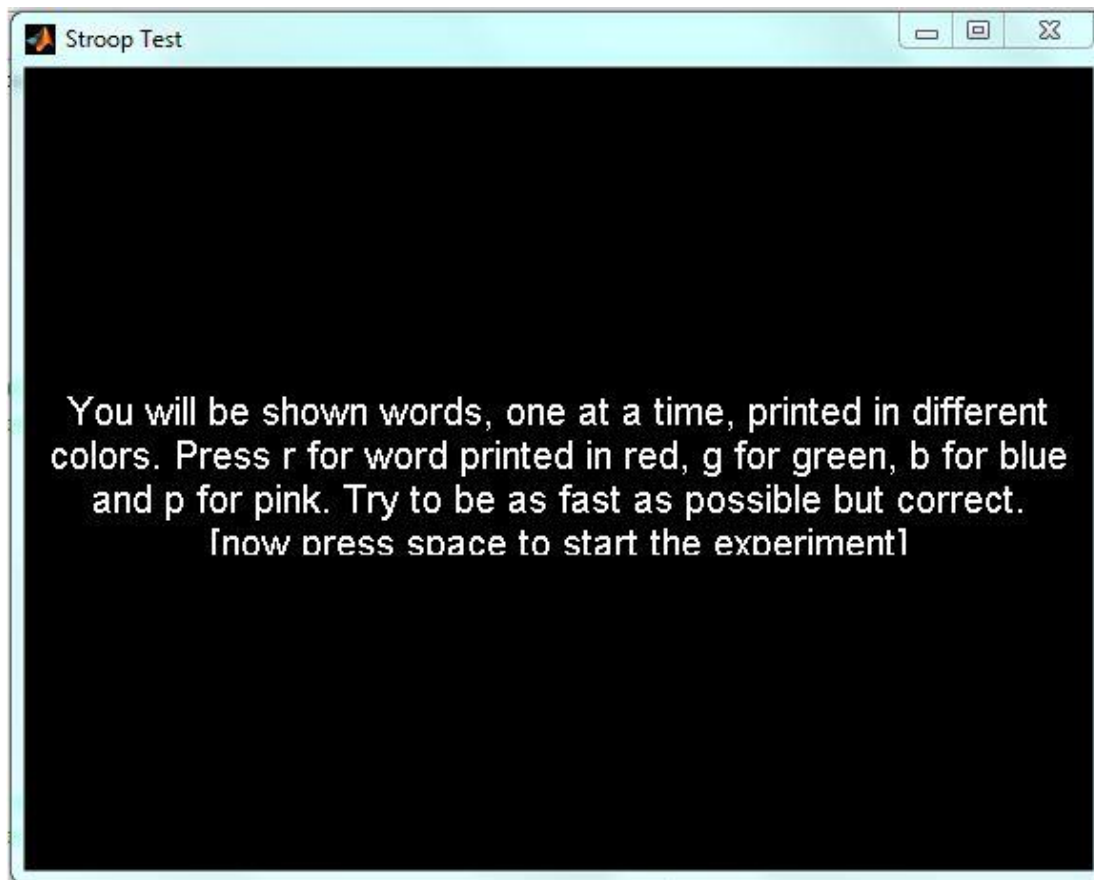 Stroop Test
You will be shown words, one at a time, printed in different
colors. Press r for word printed in red, g for green, b for blue
and p for pink. Try to be as fast as possible but correct.
[now press space to start the experiment]